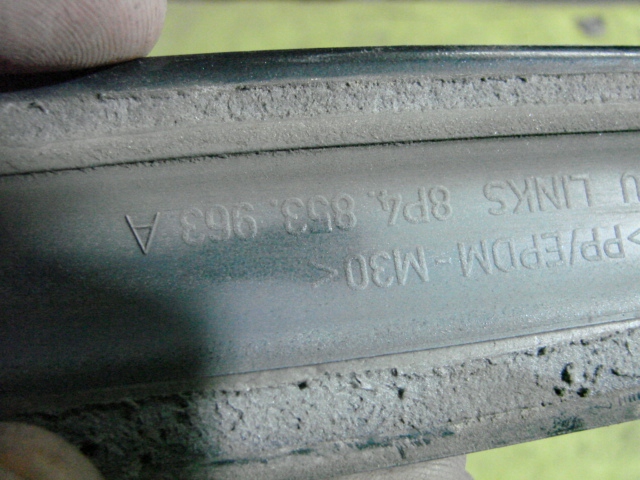 >PP/EPDM - M30<
U LINKS 8P4. 853. 963. A